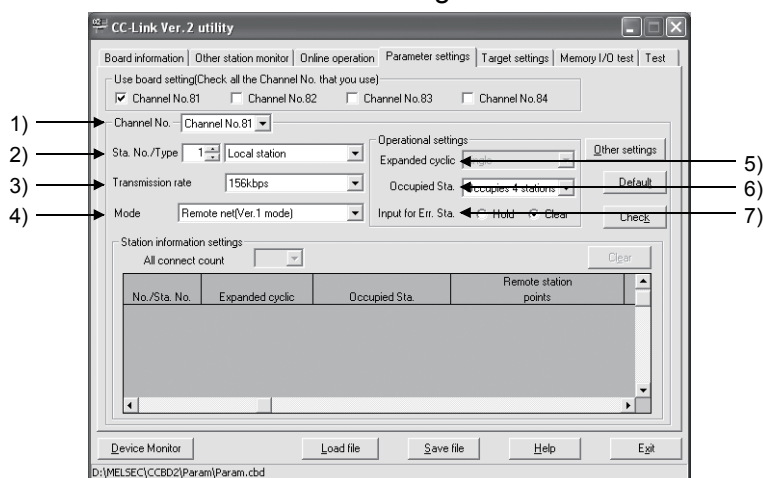 CC-Link Ver.2 utility
Board information Other station monitor Online operation Parameter settings Target settings Memory I/O test Test
Use board setting(Check all the Channel No. that you use)
Channel No.81 Channel No.82 Channel No.83 Channel No.84
1) Channel No. Channel No.81
2) Sta. No./Type 1 Local station
3) Transmission rate 156kbps
4) Mode Remote net(Ver.1 mode)
Operational settings
Expanded cyclic 5)
Occupied Sta. Occupies 4 stations 6)
Input for Err. Sta. Hold Clear 7)
Other settings
Default
Check
Station information settings
All connect count
Clear
No./Sta. No. Expanded cyclic Occupied Sta. Remote station points
Device Monitor Load file Save file Help Exit
D:\MELSEC\CCBD2\Param\Param.cbd